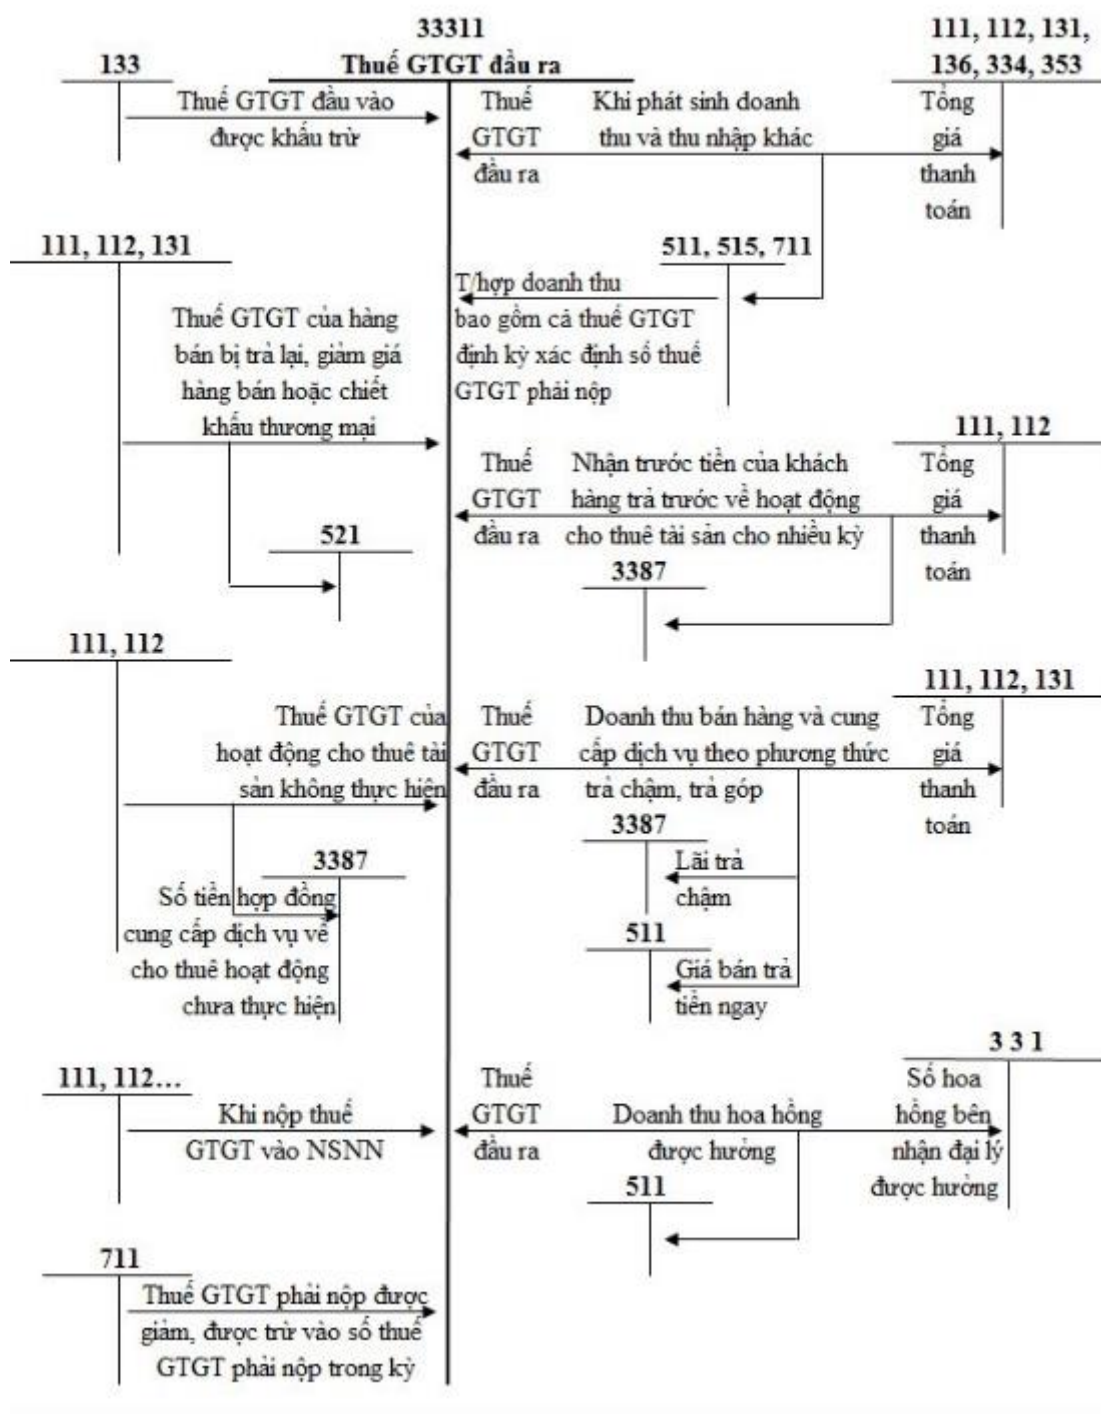 33311
Thuế GTGT đầu ra
133
Thuế GTGT đầu vào
được khấu trừ
111, 112, 131,
136, 334, 353
Thuế
GTGT
đầu ra
Khi phát sinh doanh
thu và thu nhập khác
Tổng
giá
thanh
toán
511, 515, 711
T/hợp doanh thu
bao gồm cả thuế GTGT
định kỳ xác định số thuế
GTGT phải nộp
111, 112, 131
Thuế GTGT của hàng
bán bị trả lại, giảm giá
hàng bán hoặc chiết
khấu thương mại
521
111, 112
Thuế
GTGT
đầu ra
Nhận trước tiền của khách
hàng trả trước về hoạt động
cho thuê tài sản cho nhiều kỳ
Tổng
giá
thanh
toán
3387
111, 112
Thuế GTGT của
hoạt động cho thuê tài
sản không thực hiện
3387
Số tiền hợp đồng
cung cấp dịch vụ về
cho thuê hoạt động
chưa thực hiện
111, 112, 131
Thuế
GTGT
đầu ra
Doanh thu bán hàng và cung
cấp dịch vụ theo phương thức
trả chậm, trả góp
Tổng
giá
thanh
toán
3387
Lãi trả
chậm
511
Giá bán trả
tiền ngay
111, 112...
Khi nộp thuế
GTGT vào NSNN
3 3 1
Thuế
GTGT
đầu ra
Doanh thu hoa hồng
được hưởng
Số hoa
hồng bên
nhận đại lý
được hưởng
511
711
Thuế GTGT phải nộp được
giảm, được trừ vào số thuế
GTGT phải nộp trong kỳ